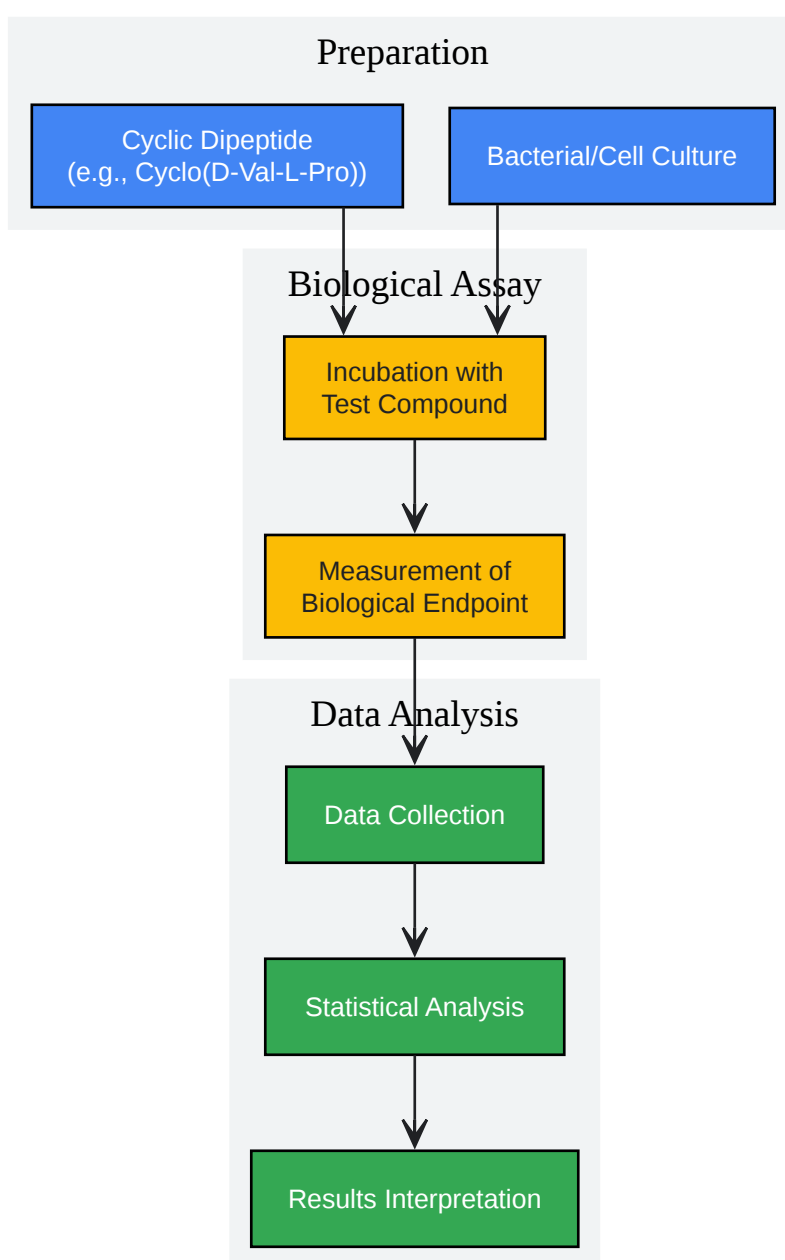 Preparation
Cyclic Dipeptide
(e.g., Cyclo(D-Val-L-Pro))
Bacterial/Cell Culture
Biological Assay
Incubation with
Test Compound
Measurement of
Biological Endpoint
Data Analysis
Data Collection
Statistical Analysis
Results Interpretation